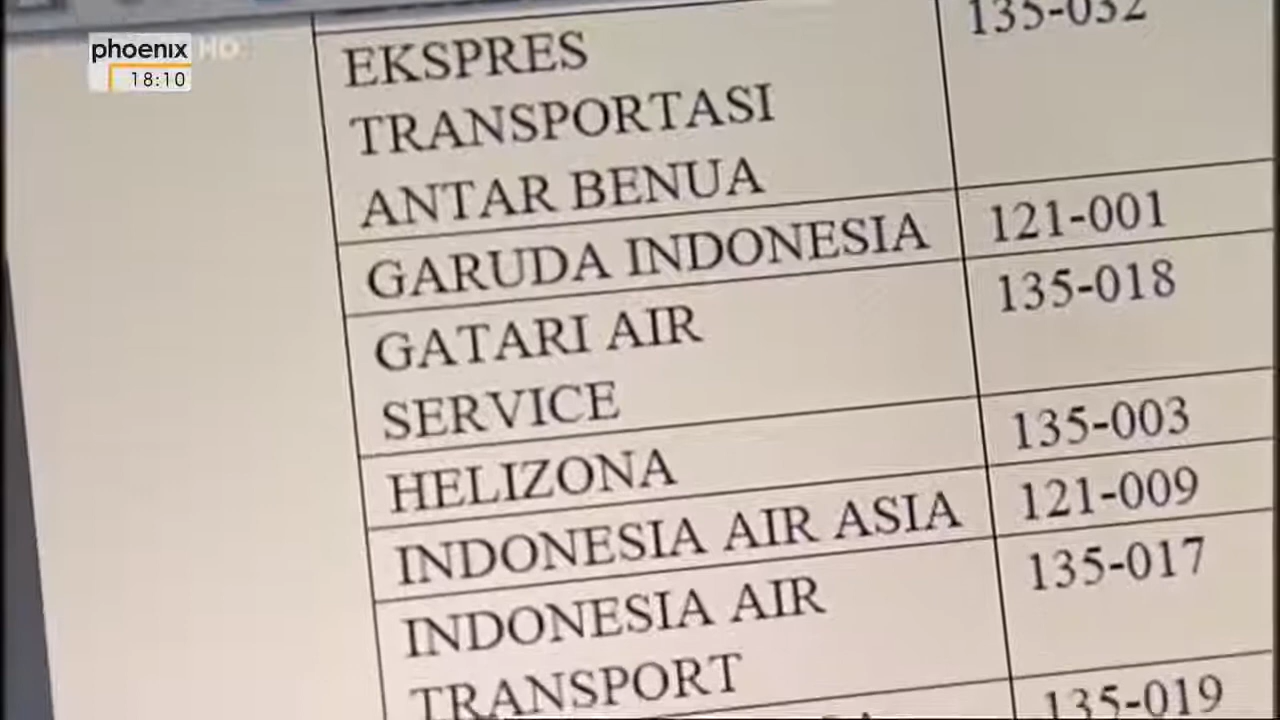 phoenix HD
18:10
135-032
EKSPRES
TRANSPORTASI
ANTAR BENUA
GARUDA INDONESIA 121-001
GATARI AIR 135-018
SERVICE
HELIZONA 135-003
INDONESIA AIR ASIA 121-009
INDONESIA AIR 135-017
TRANSPORT
135-019